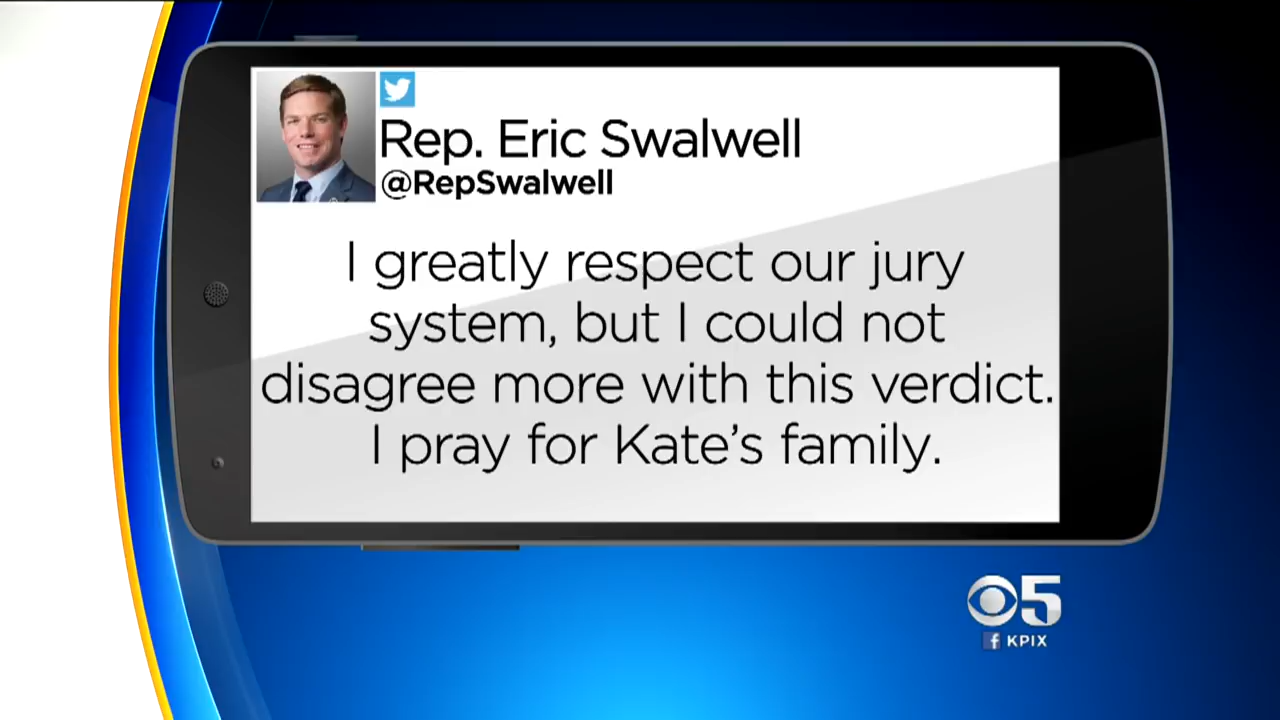 Rep. Eric Swalwell
@RepSwalwell
I greatly respect our jury
system, but I could not
disagree more with this verdict.
I pray for Kate's family.
5
f KPIX